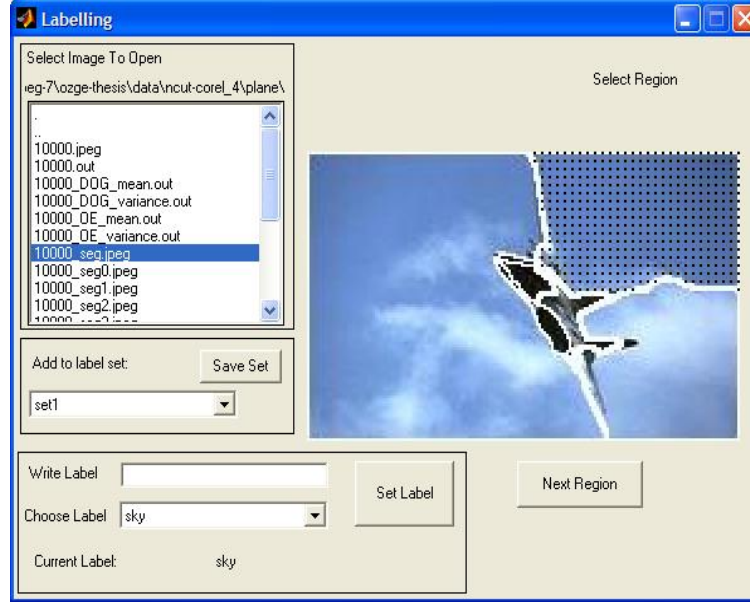 Labelling
Select Image To Open
eg-7\ozge-thesis\data\ncut-corel_4\plane\
.
..
10000.jpeg
10000.out
10000_DOG_mean.out
10000_DOG_variance.out
10000_OE_mean.out
10000_OE_variance.out
10000_seg.jpeg
10000_seg0.jpeg
10000_seg1.jpeg
10000_seg2.jpeg
Select Region
Add to label set:
Save Set
set1
Write Label
Set Label
Choose Label
sky
Current Label:
sky
Next Region